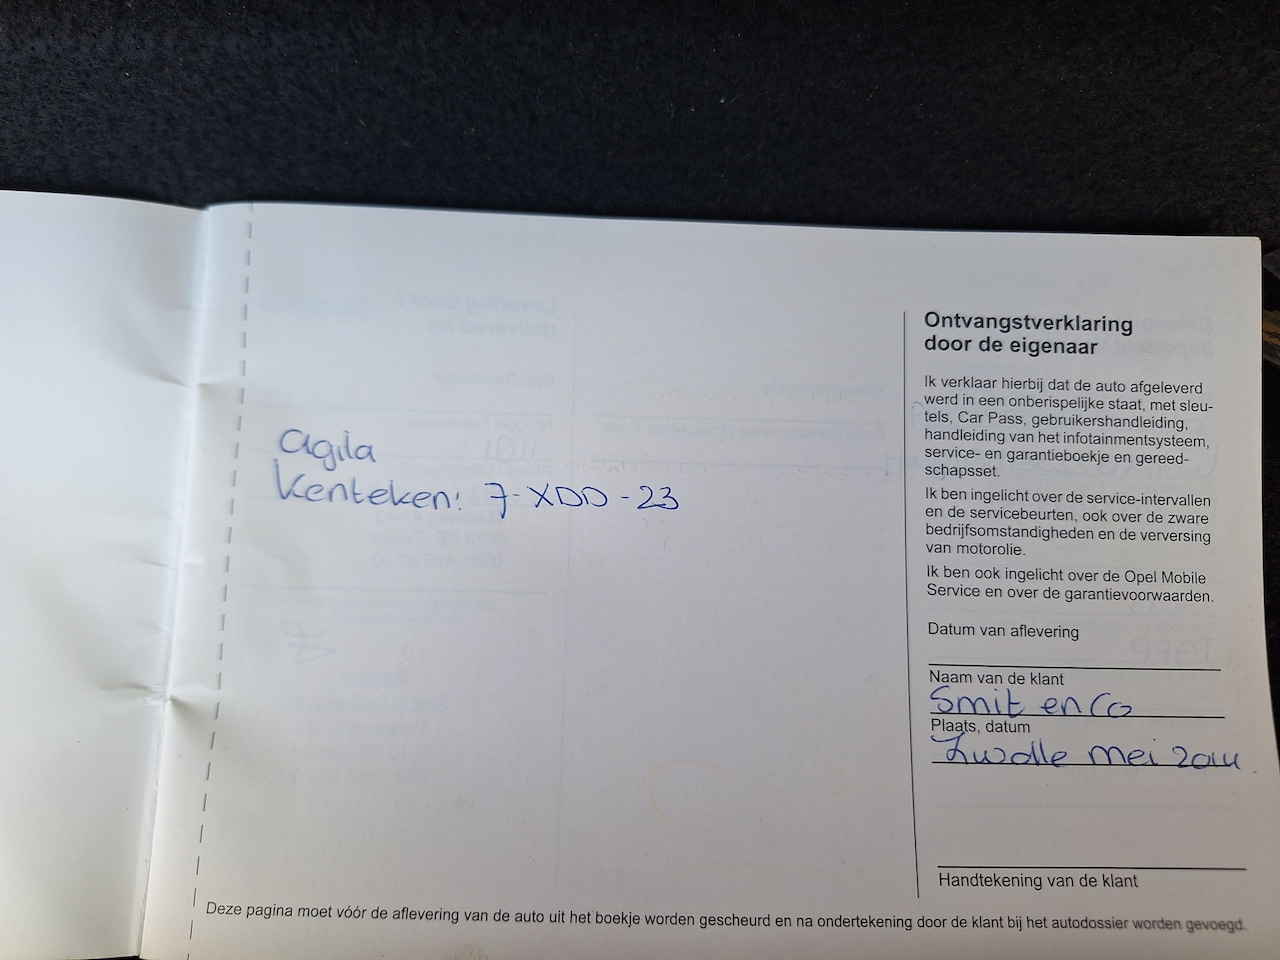 Agila
Kenteken: 7-XDD-23
Ontvangstverklaring
door de eigenaar
Ik verklaar hierbij dat de auto afgeleverd
werd in een onberispelijke staat, met sleu-
tels, Car Pass, gebruikershandleiding,
handleiding van het infotainmentsysteem,
service- en garantieboekje en gereed-
schapsset.
Ik ben ingelicht over de service-intervallen
en de servicebeurten, ook over de zware
bedrijfsomstandigheden en de verversing
van motorolie.
Ik ben ook ingelicht over de Opel Mobile
Service en over de garantievoorwaarden.
Datum van aflevering
Naam van de klant
Smit en Co
Plaats, datum
Zwolle mei 2014
Handtekening van de klant
Deze pagina moet vóór de aflevering van de auto uit het boekje worden gescheurd en na ondertekening door de klant bij het autodossier worden gevoegd.